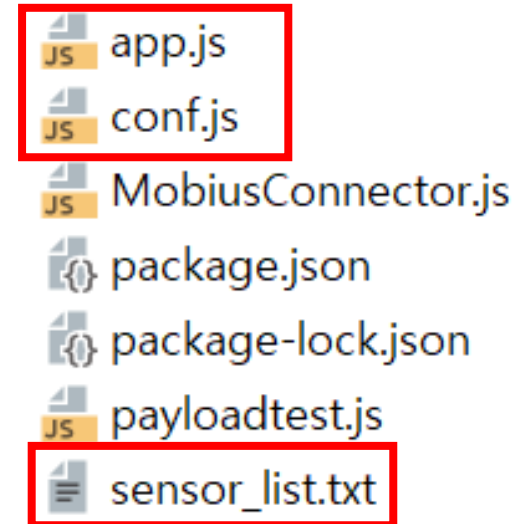 JS app.js
JS conf.js
JS MobiusConnector.js
{} package.json
{} package-lock.json
JS payloadtest.js
sensor_list.txt